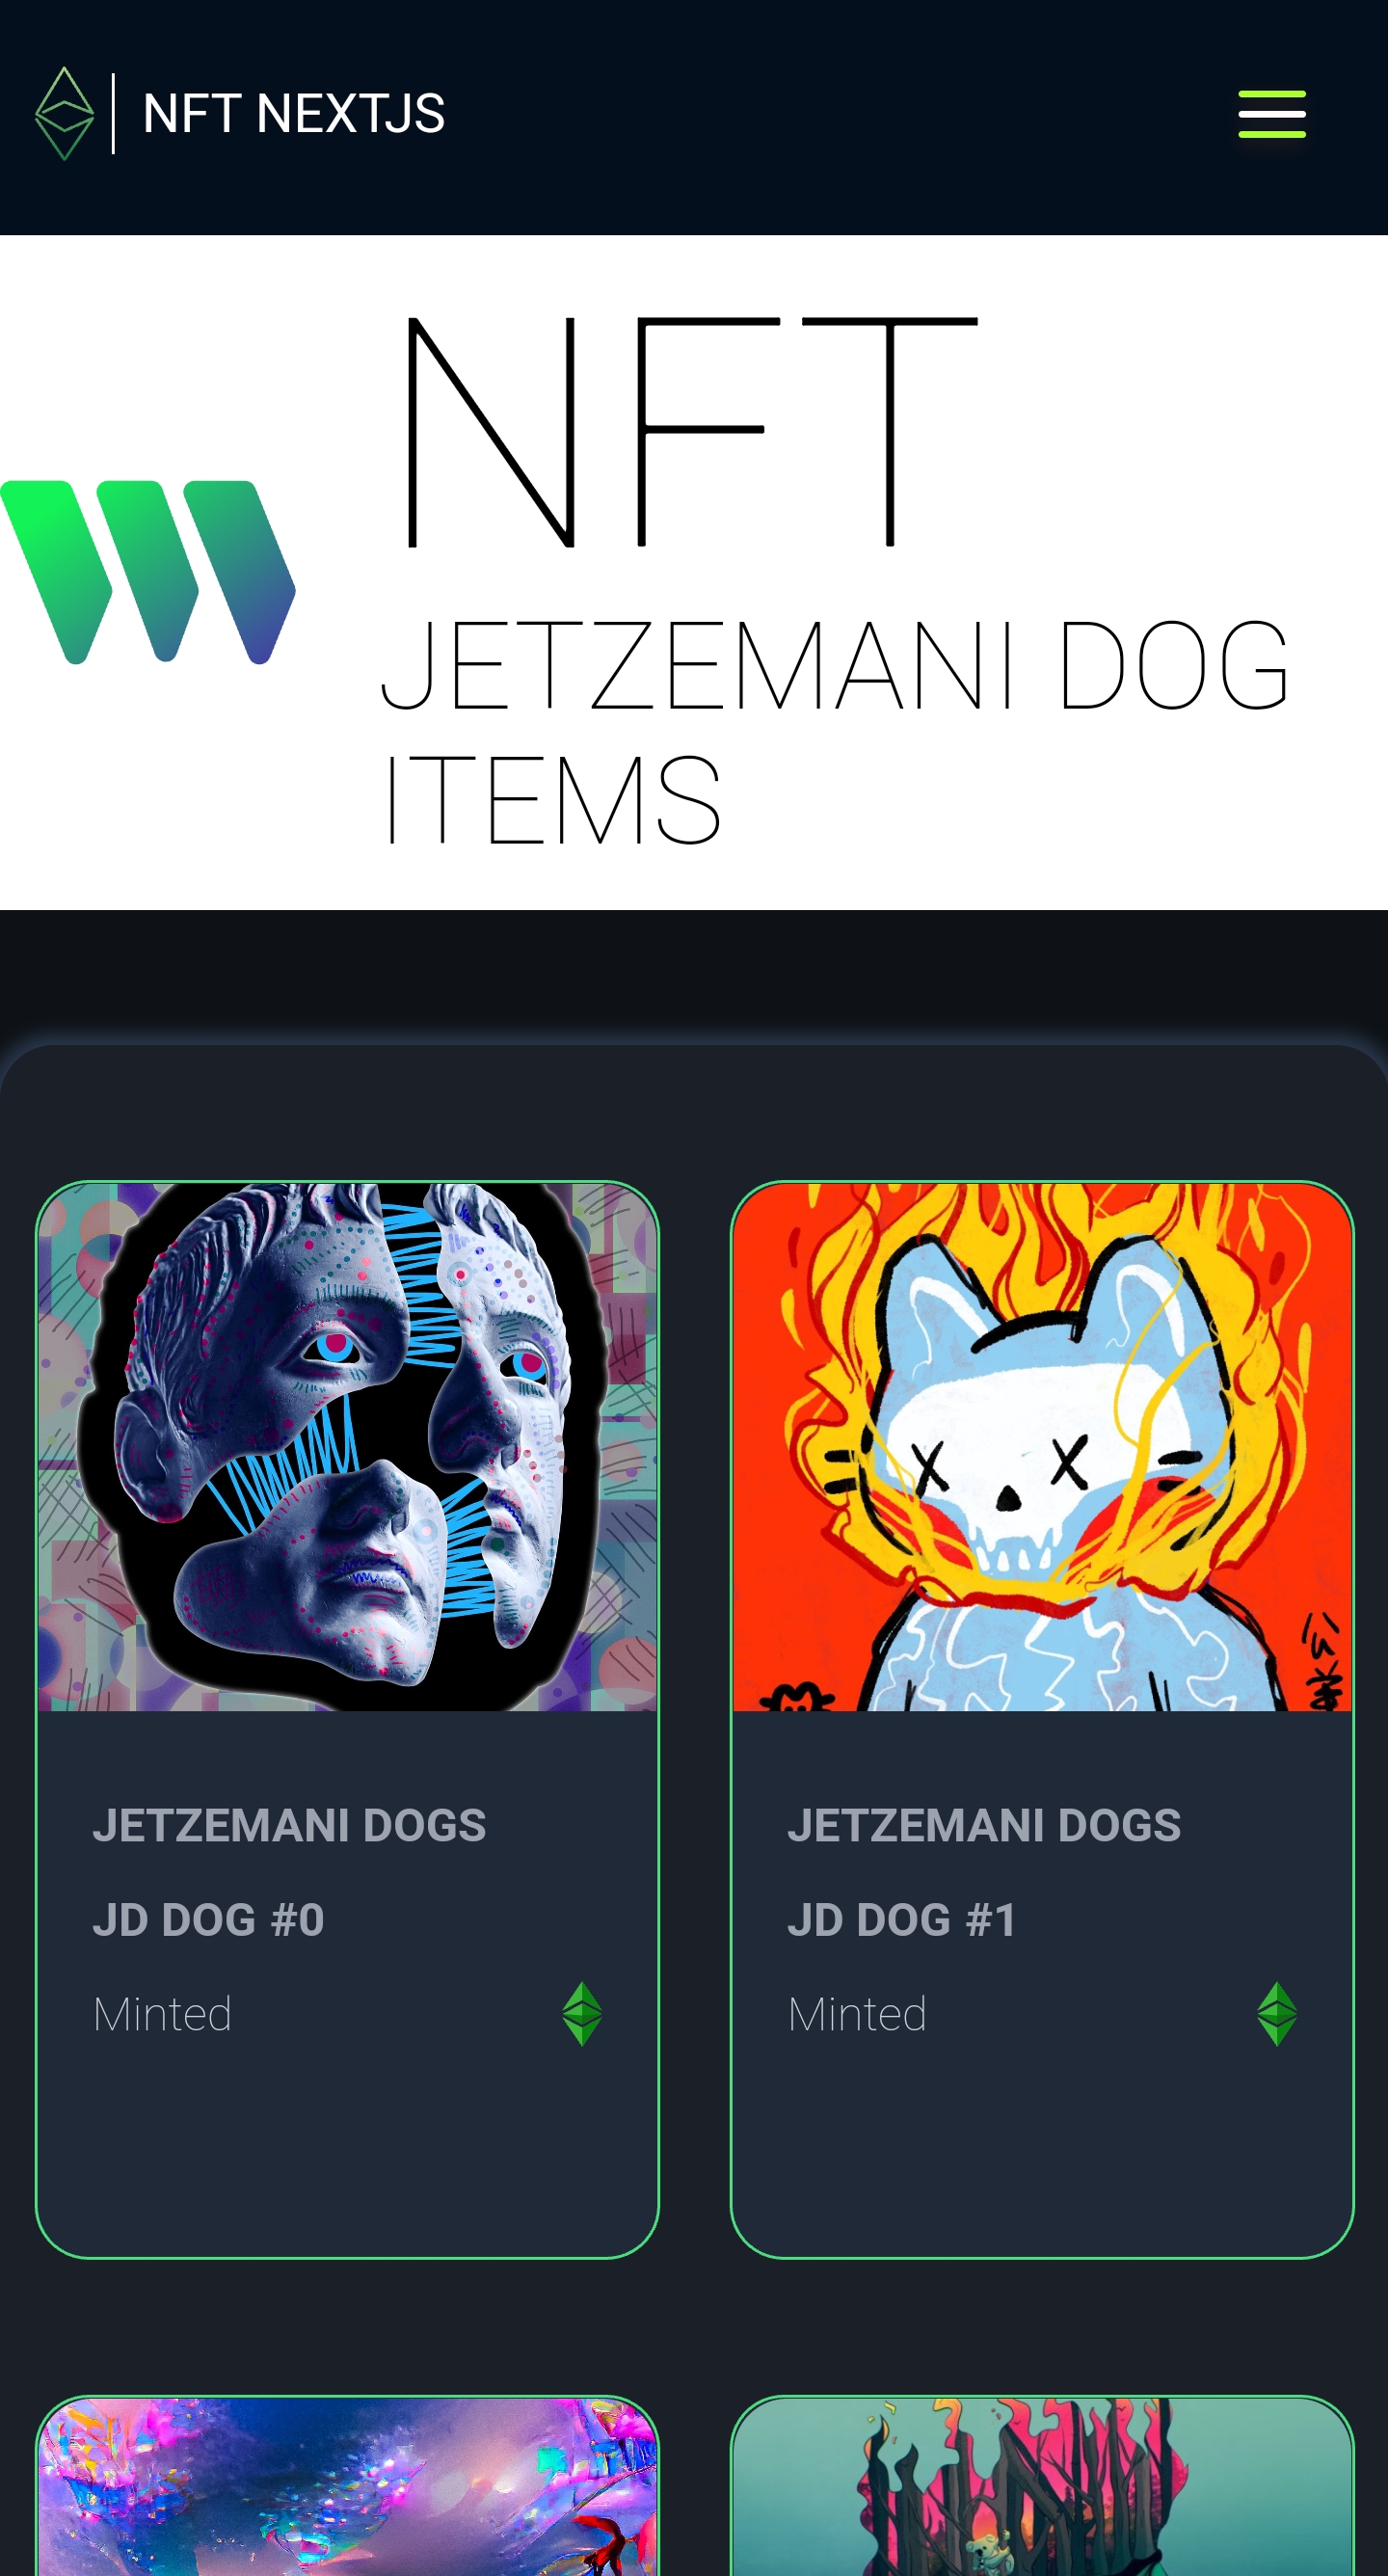 NFT NEXTJS
NFT
JETZEMANI DOG
ITEMS
JETZEMANI DOGS
JD DOG #0
Minted
JETZEMANI DOGS
JD DOG #1
Minted